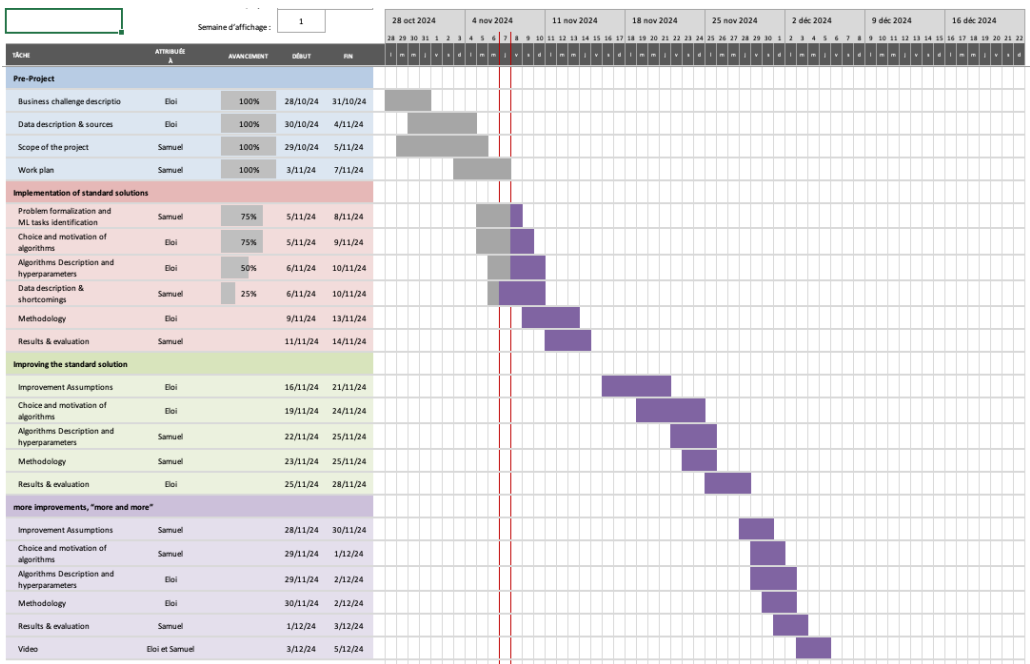 Semaine d'affichage : 1
28 oct 2024 4 nov 2024 11 nov 2024 18 nov 2024 25 nov 2024 2 déc 2024 9 déc 2024 16 déc 2024
28 29 30 31 1 2 3 4 5 6 7 8 9 10 11 12 13 14 15 16 17 18 19 20 21 22 23 24 25 26 27 28 29 30 1 2 3 4 5 6 7 8 9 10 11 12 13 14 15 16 17 18 19 20 21 22
TÂCHE ATTRIBUÉE À AVANCEMENT DÉBUT FIN l m m j v s d l m m j v s d l m m j v s d l m m j v s d l m m j v s d l m m j v s d l m m j v s d l m m j v s d
Pre-Project
Business challenge descriptio Eloi 100% 28/10/24 31/10/24
Data description & sources Eloi 100% 30/10/24 4/11/24
Scope of the project Samuel 100% 29/10/24 5/11/24
Work plan Samuel 100% 3/11/24 7/11/24
Implementation of standard solutions
Problem formalization and
ML tasks identification Samuel 75% 5/11/24 8/11/24
Choice and motivation of
algorithms Eloi 75% 5/11/24 9/11/24
Algorithms Description and
hyperparameters Eloi 50% 6/11/24 10/11/24
Data description &
shortcomings Samuel 25% 6/11/24 10/11/24
Methodology Eloi 9/11/24 13/11/24
Results & evaluation Samuel 11/11/24 14/11/24
Improving the standard solution
Improvement Assumptions Eloi 16/11/24 21/11/24
Choice and motivation of
algorithms Eloi 19/11/24 24/11/24
Algorithms Description and
hyperparameters Samuel 22/11/24 25/11/24
Methodology Samuel 23/11/24 25/11/24
Results & evaluation Eloi 25/11/24 28/11/24
more improvements, "more and more"
Improvement Assumptions Samuel 28/11/24 30/11/24
Choice and motivation of
algorithms Samuel 29/11/24 1/12/24
Algorithms Description and
hyperparameters Eloi 29/11/24 2/12/24
Methodology Eloi 30/11/24 2/12/24
Results & evaluation Samuel 1/12/24 3/12/24
Video Eloi et Samuel 3/12/24 5/12/24